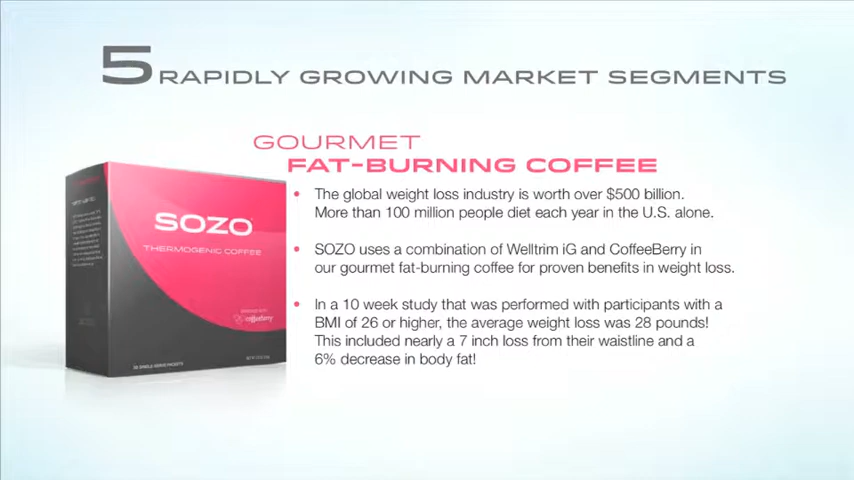 5 RAPIDLY GROWING MARKET SEGMENTS
GOURMET
FAT-BURNING COFFEE
• The global weight loss industry is worth over $500 billion.
More than 100 million people diet each year in the U.S. alone.
• SOZO uses a combination of Welltrim iG and CoffeeBerry in
our gourmet fat-burning coffee for proven benefits in weight loss.
• In a 10 week study that was performed with participants with a
BMI of 26 or higher, the average weight loss was 28 pounds!
This included nearly a 7 inch loss from their waistline and a
6% decrease in body fat!
SOZO
THERMOGENIC COFFEE
coffeeberry